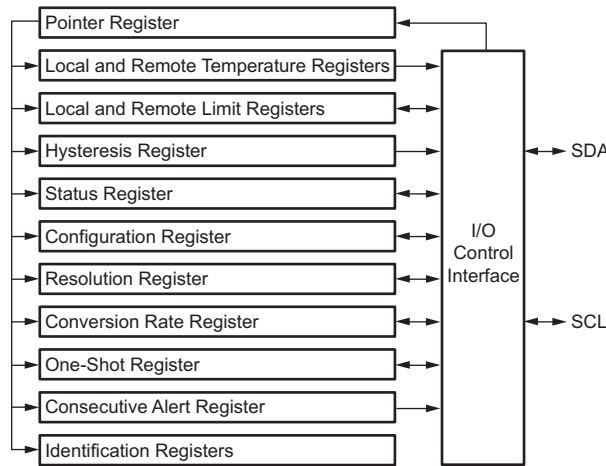 Pointer Register
Local and Remote Temperature Registers
Local and Remote Limit Registers
Hysteresis Register
Status Register
Configuration Register
Resolution Register
Conversion Rate Register
One-Shot Register
Consecutive Alert Register
Identification Registers
I/O
Control
Interface
SDA
SCL